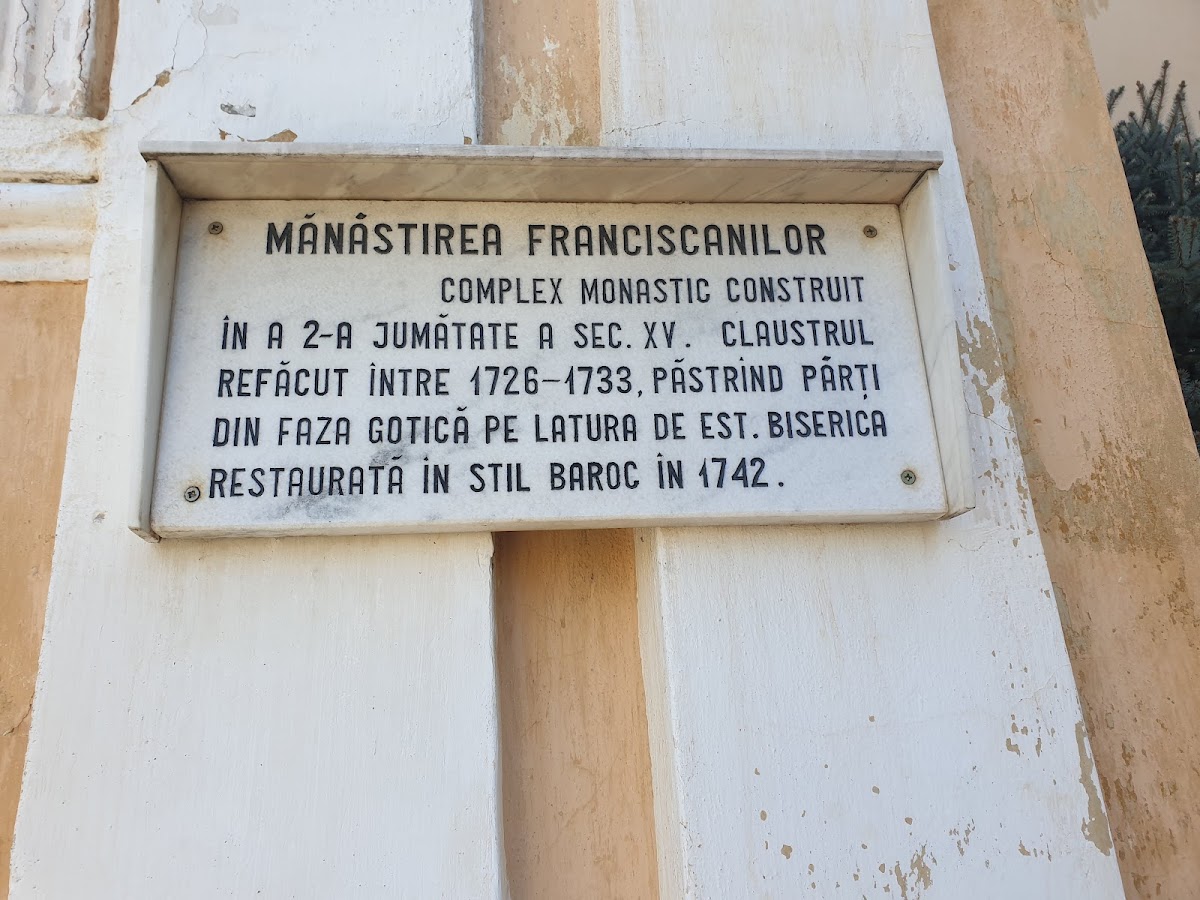 MĂNĂSTIREA FRANCISCANILOR
COMPLEX MONASTIC CONSTRUIT
ÎN A 2-A JUMĂTATE A SEC. XV. CLAUSTRUL
REFĂCUT ÎNTRE 1726-1733, PĂSTRÎND PĂRȚI
DIN FAZA GOTICĂ PE LATURA DE EST. BISERICA
RESTAURATĂ ÎN STIL BAROC ÎN 1742.